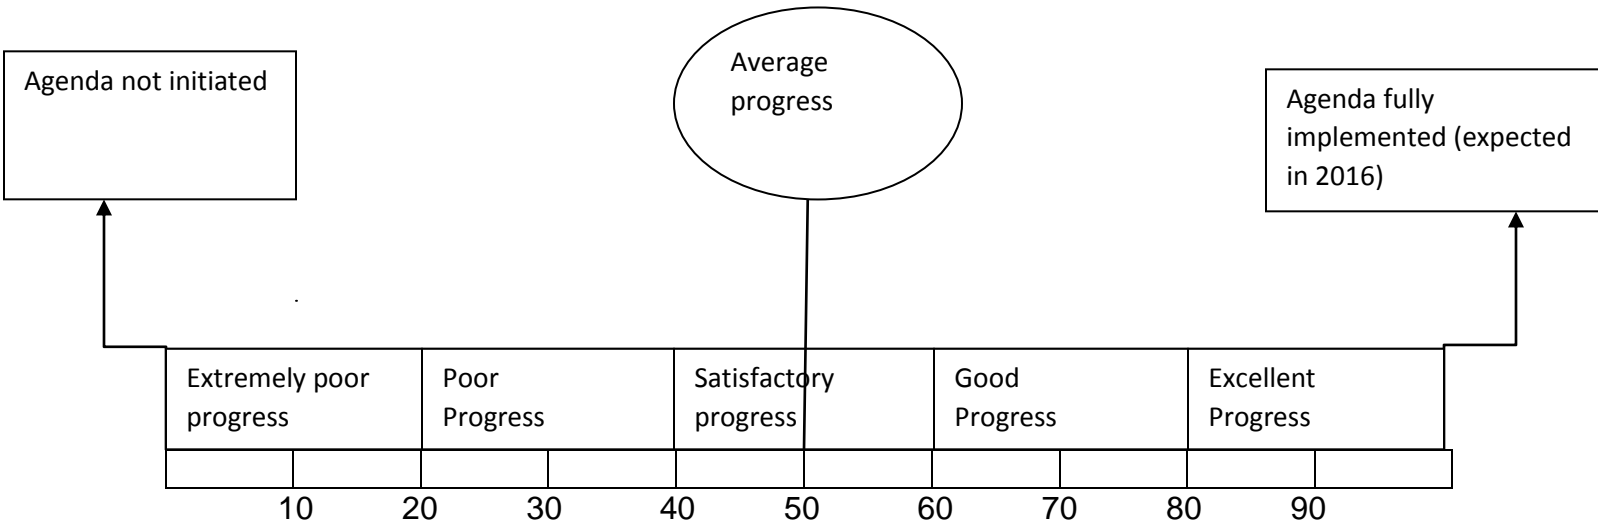 Agenda not initiated
Average
progress
Agenda fully
implemented (expected
in 2016)
Extremely poor
progress
Poor
Progress
Satisfactory
progress
Good
Progress
Excellent
Progress
10 20 30 40 50 60 70 80 90